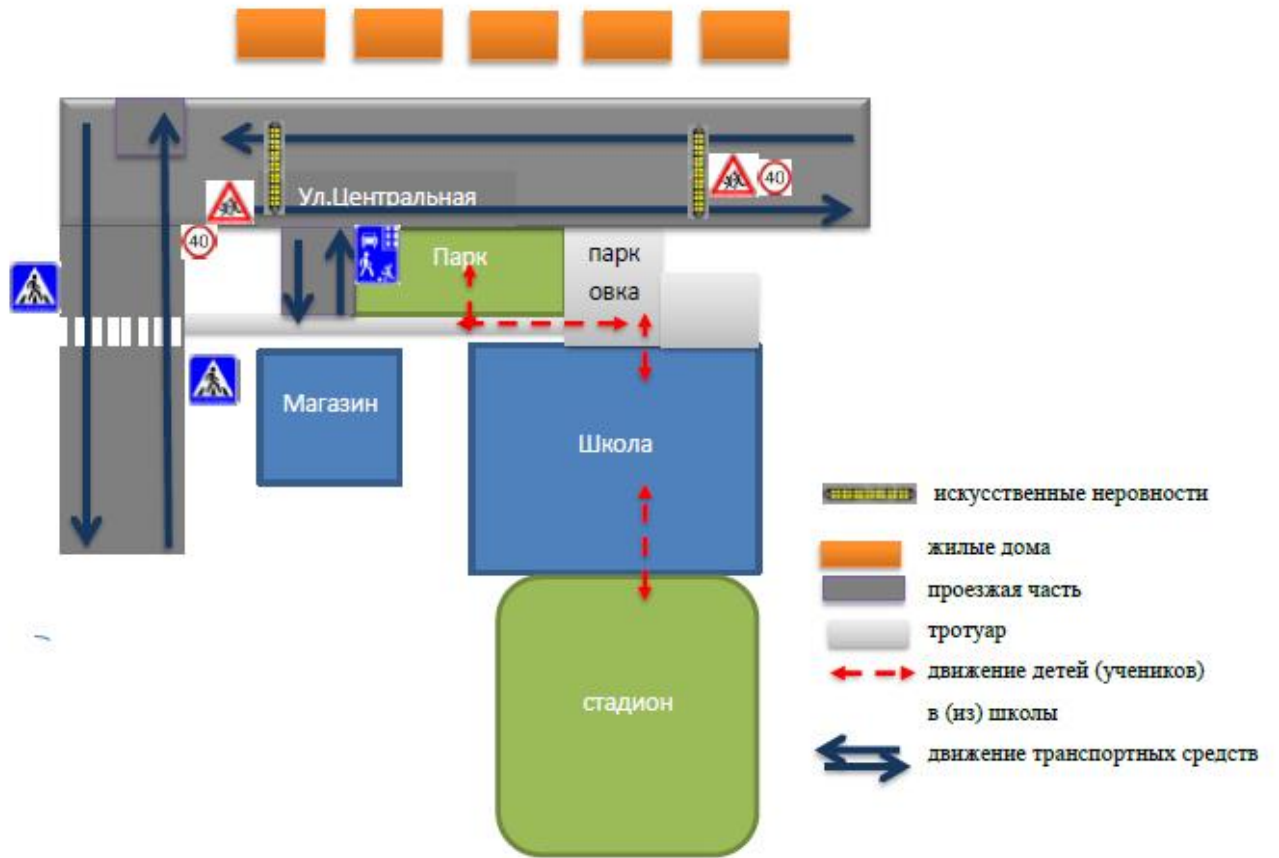 40
Ул.Центральная
40
Парк
парк
овка
Магазин
Школа
стадион
искусственные неровности
жилые дома
проезжая часть
тротуар
движение детей (учеников)
в (из) школы
движение транспортных средств